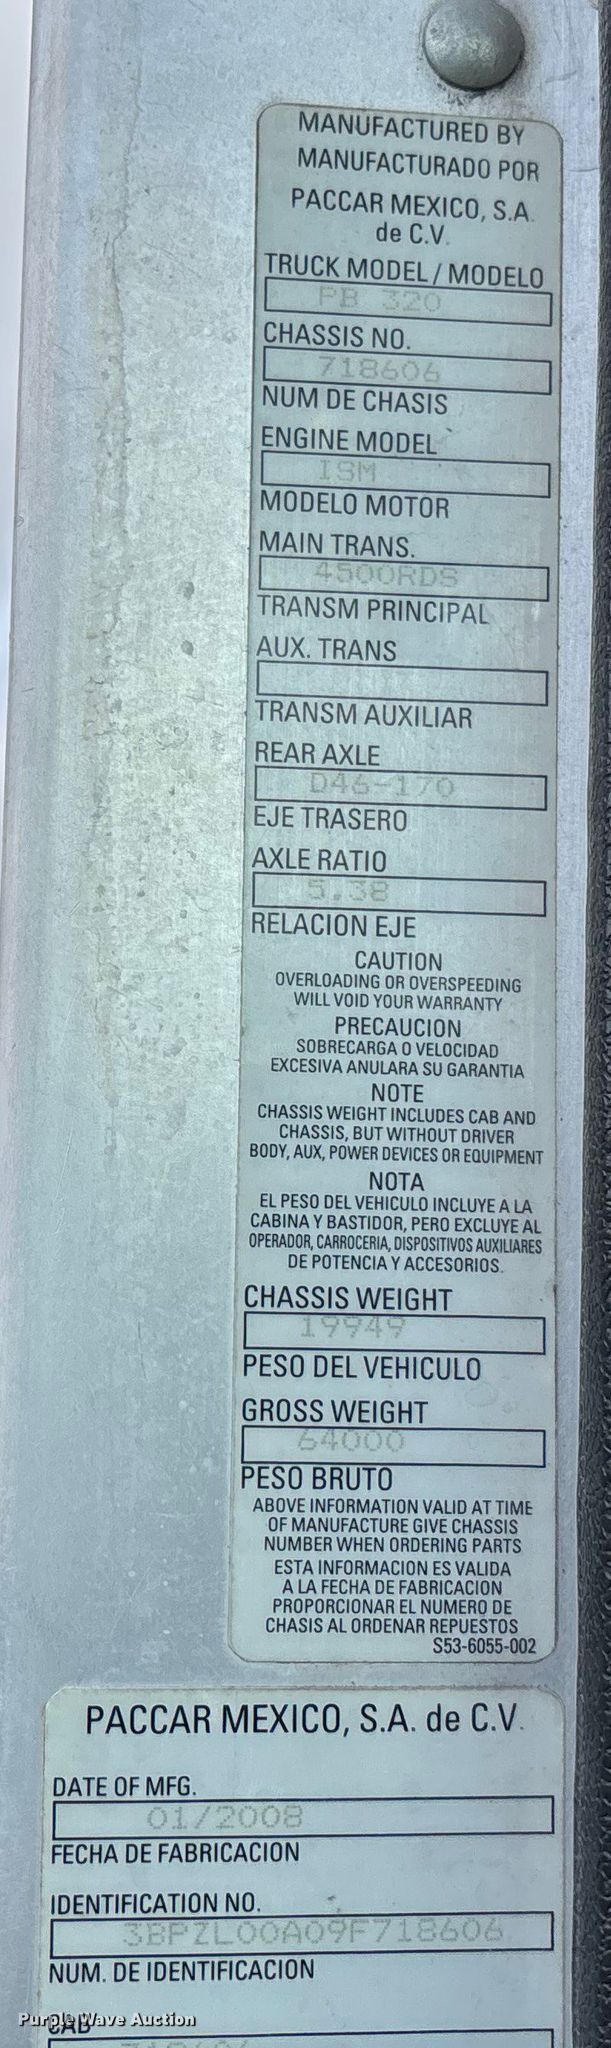 MANUFACTURED BY
MANUFACTURADO POR
PACCAR MEXICO, S.A.
de C.V.
TRUCK MODEL / MODELO
PB 320
CHASSIS NO.
718606
NUM DE CHASIS
ENGINE MODEL
ISM
MODELO MOTOR
MAIN TRANS.
4500RDS
TRANSM PRINCIPAL
AUX. TRANS
TRANSM AUXILIAR
REAR AXLE
D46-170
EJE TRASERO
AXLE RATIO
5.38
RELACION EJE
CAUTION
OVERLOADING OR OVERSPEEDING
WILL VOID YOUR WARRANTY
PRECAUCION
SOBRECARGA O VELOCIDAD
EXCESIVA ANULARA SU GARANTIA
NOTE
CHASSIS WEIGHT INCLUDES CAB AND
CHASSIS, BUT WITHOUT DRIVER
BODY, AUX, POWER DEVICES OR EQUIPMENT
NOTA
EL PESO DEL VEHICULO INCLUYE A LA
CABINA Y BASTIDOR, PERO EXCLUYE AL
OPERADOR, CARROCERIA, DISPOSITIVOS AUXILIARES
DE POTENCIA Y ACCESORIOS.
CHASSIS WEIGHT
19949
PESO DEL VEHICULO
GROSS WEIGHT
64000
PESO BRUTO
ABOVE INFORMATION VALID AT TIME
OF MANUFACTURE GIVE CHASSIS
NUMBER WHEN ORDERING PARTS
ESTA INFORMACION ES VALIDA
A LA FECHA DE FABRICACION
PROPORCIONAR EL NUMERO DE
CHASIS AL ORDENAR REPUESTOS
S53-6055-002
PACCAR MEXICO, S.A. de C.V.
DATE OF MFG.
01/2008
FECHA DE FABRICACION
IDENTIFICATION NO.
3BPZL00A09F718606
NUM. DE IDENTIFICACION
CAB
718606
Purple Wave Auction